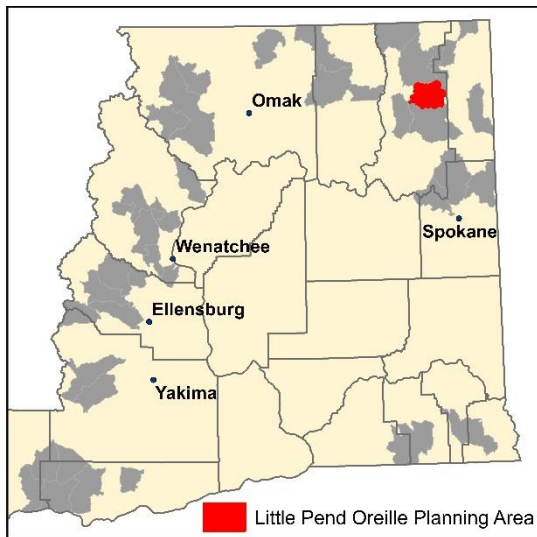 Omak
Spokane
Wenatchee
Ellensburg
Yakima
Little Pend Oreille Planning Area